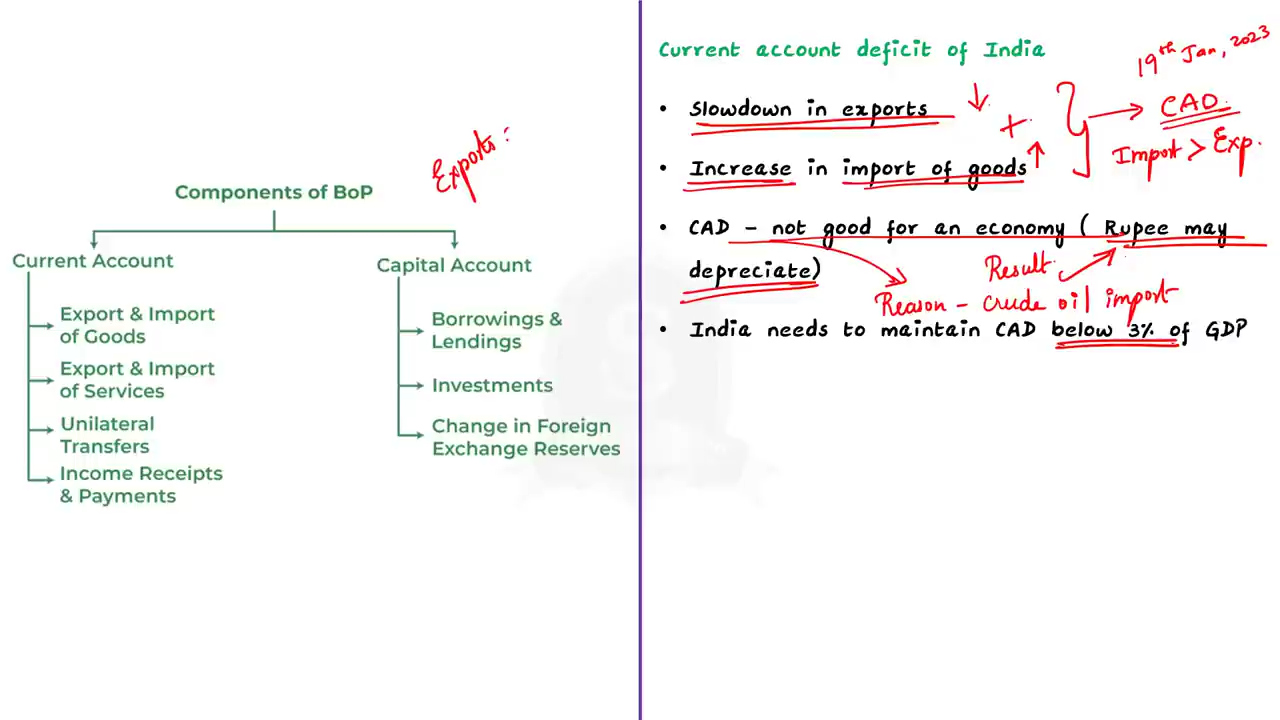 Exports :
Components of BoP
Current Account
Export & Import
of Goods
Export & Import
of Services
Unilateral
Transfers
Income Receipts
& Payments
Capital Account
Borrowings &
Lendings
Investments
Change in Foreign
Exchange Reserves
Current account deficit of India
19th Jan, 2023
• Slowdown in exports ↓
+
CAD
• Increase in import of goods ↑
Import > Exp.
• CAD - not good for an economy ( Rupee may
depreciate)
Result
Reason - Crude oil import
• India needs to maintain CAD below 3% of GDP